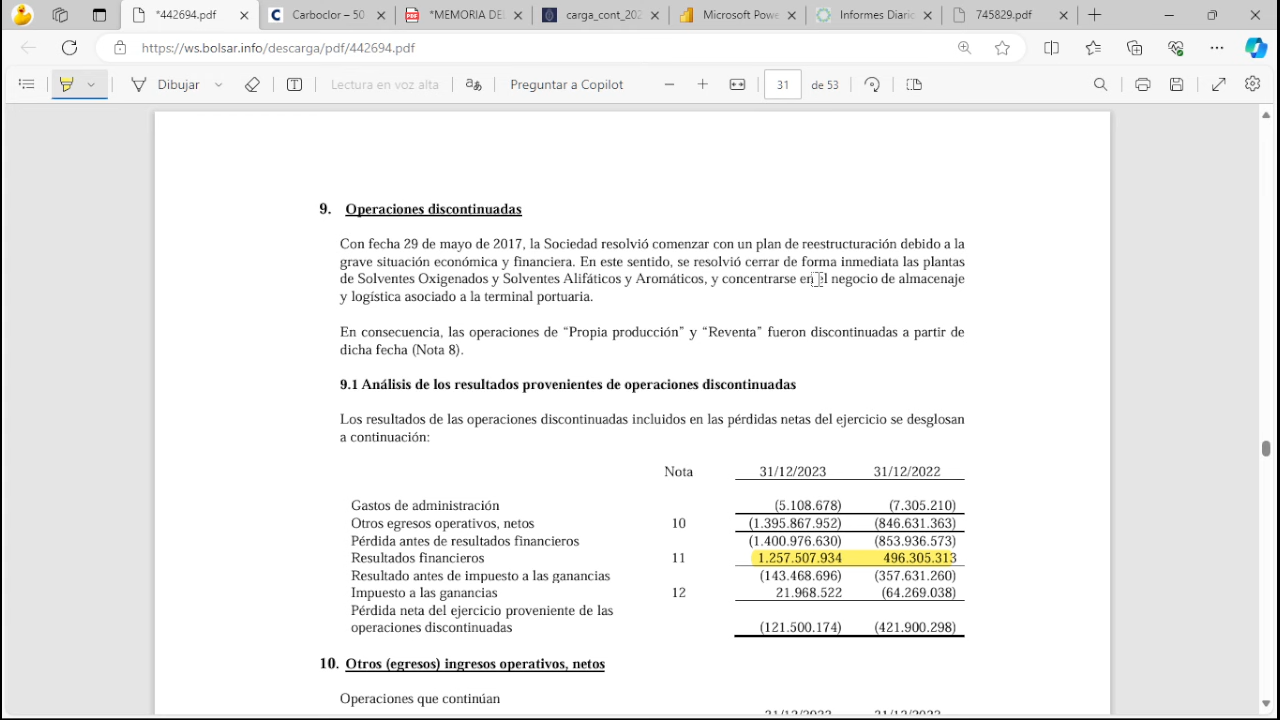 *442694.pdf
Carboclor – 50
*MEMORIA DE
carga_cont_202
Microsoft Powe
Informes Diario
745829.pdf
https://ws.bolsar.info/descarga/pdf/442694.pdf
Dibujar
Lectura en voz alta
Preguntar a Copilot
31
de 53
9. Operaciones discontinuadas
Con fecha 29 de mayo de 2017, la Sociedad resolvió comenzar con un plan de reestructuración debido a la
grave situación económica y financiera. En este sentido, se resolvió cerrar de forma inmediata las plantas
de Solventes Oxigenados y Solventes Alifáticos y Aromáticos, y concentrarse en el negocio de almacenaje
y logística asociado a la terminal portuaria.
En consecuencia, las operaciones de “Propia producción” y “Reventa” fueron discontinuadas a partir de
dicha fecha (Nota 8).
9.1 Análisis de los resultados provenientes de operaciones discontinuadas
Los resultados de las operaciones discontinuadas incluidos en las pérdidas netas del ejercicio se desglosan
a continuación:
Nota 31/12/2023 31/12/2022
Gastos de administración (5.108.678) (7.305.210)
Otros egresos operativos, netos 10 (1.395.867.952) (846.631.363)
Pérdida antes de resultados financieros (1.400.976.630) (853.936.573)
Resultados financieros 11 1.257.507.934 496.305.313
Resultado antes de impuesto a las ganancias (143.468.696) (357.631.260)
Impuesto a las ganancias 12 21.968.522 (64.269.038)
Pérdida neta del ejercicio proveniente de las
operaciones discontinuadas (121.500.174) (421.900.298)
10. Otros (egresos) ingresos operativos, netos
Operaciones que continúan
31/12/2023 31/12/2022